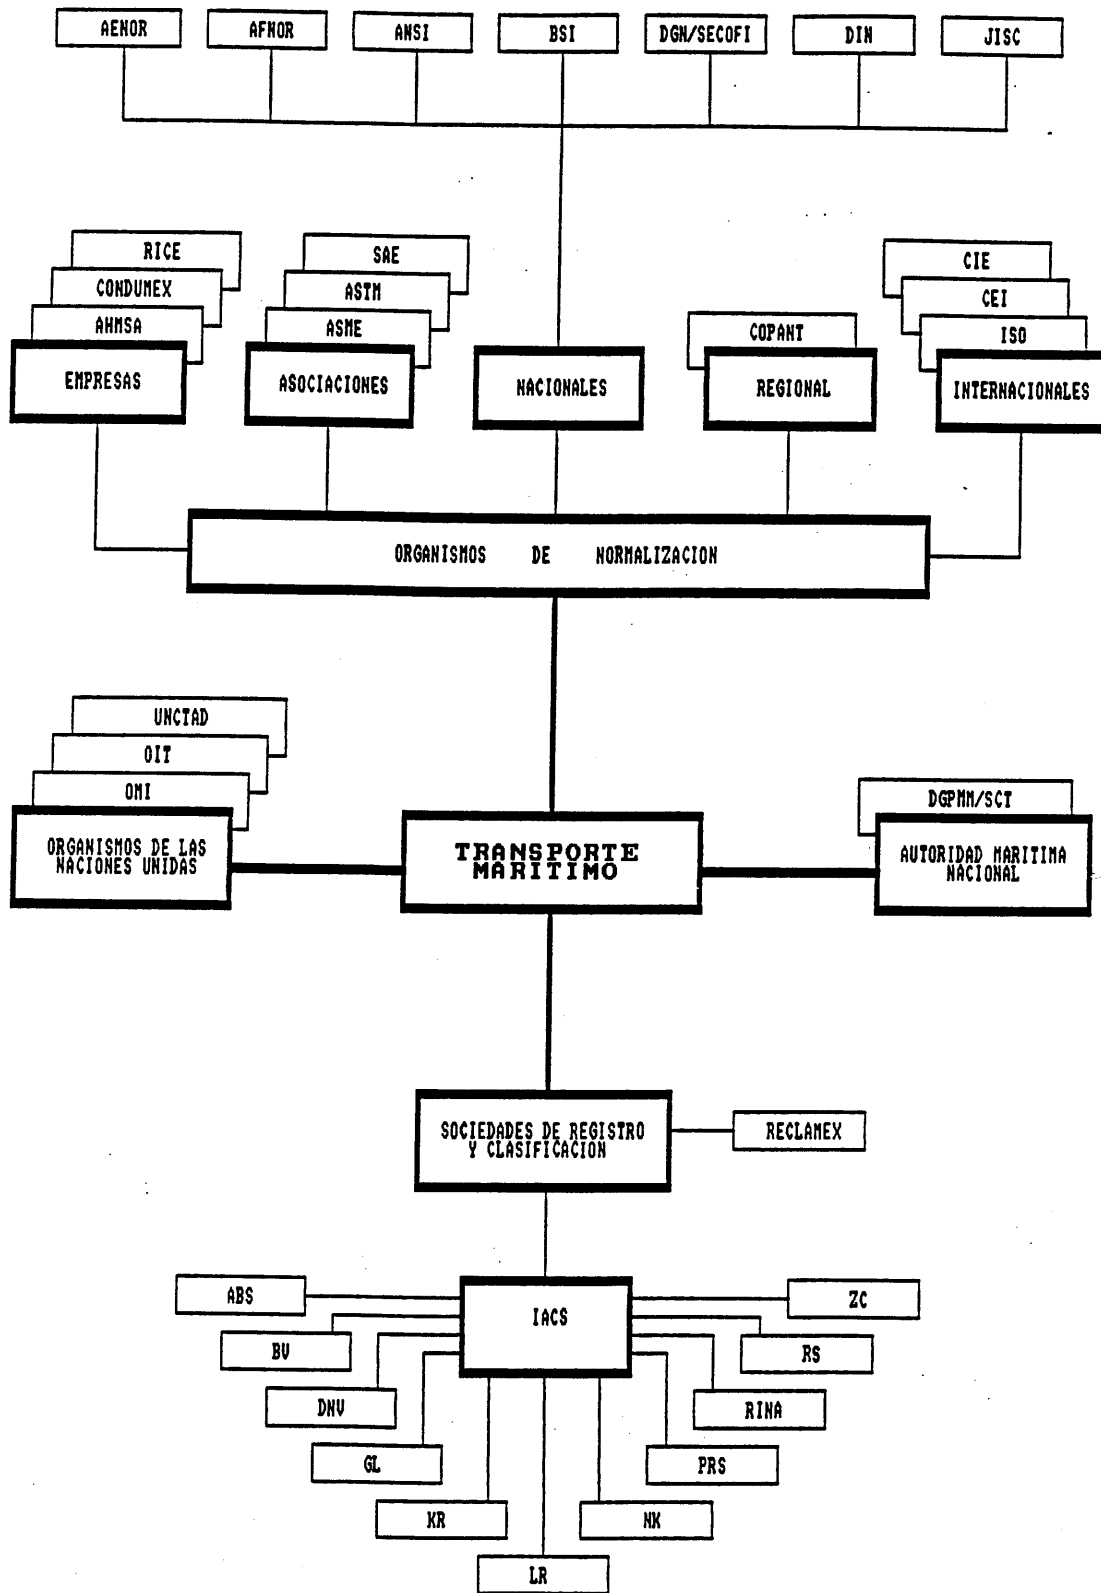 AENOR
AFNOR
ANSI
BSI
DGN/SECOFI
DIN
JISC
RICE
CONDUMEX
AHMSA
EMPRESAS
SAE
ASTM
ASME
ASOCIACIONES
NACIONALES
COPANT
REGIONAL
CIE
CEI
ISO
INTERNACIONALES
ORGANISMOS DE NORMALIZACION
UNCTAD
OIT
OMI
ORGANISMOS DE LAS
NACIONES UNIDAS
TRANSPORTE
MARITIMO
DGPMM/SCT
AUTORIDAD MARITIMA
NACIONAL
SOCIEDADES DE REGISTRO
Y CLASIFICACION
RECLAMEX
IACS
ABS
ZC
BV
RS
DNV
RINA
GL
PRS
KR
NK
LR